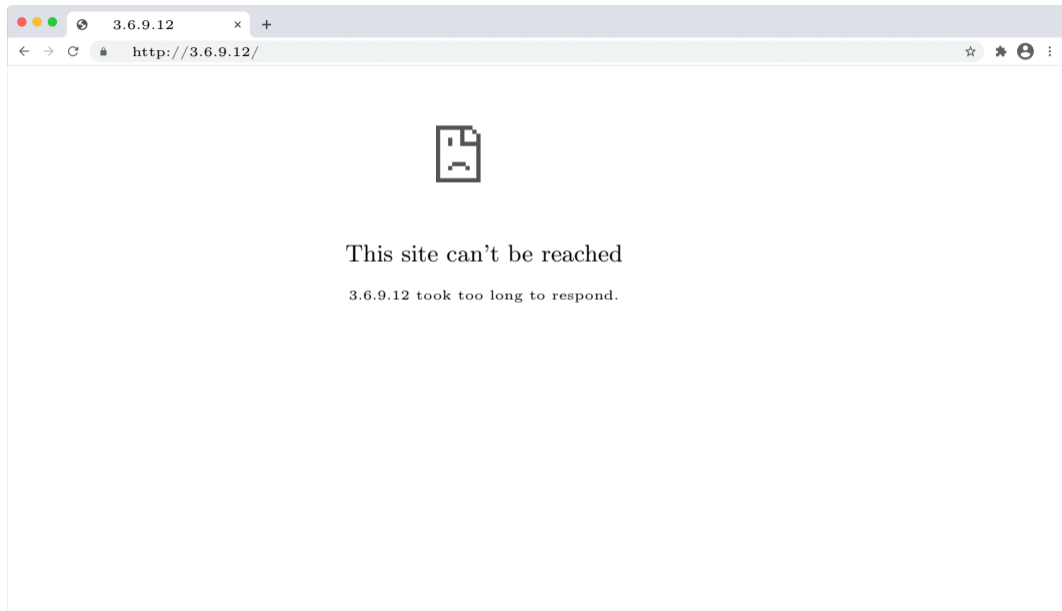 3.6.9.12
http://3.6.9.12/
This site can't be reached
3.6.9.12 took too long to respond.